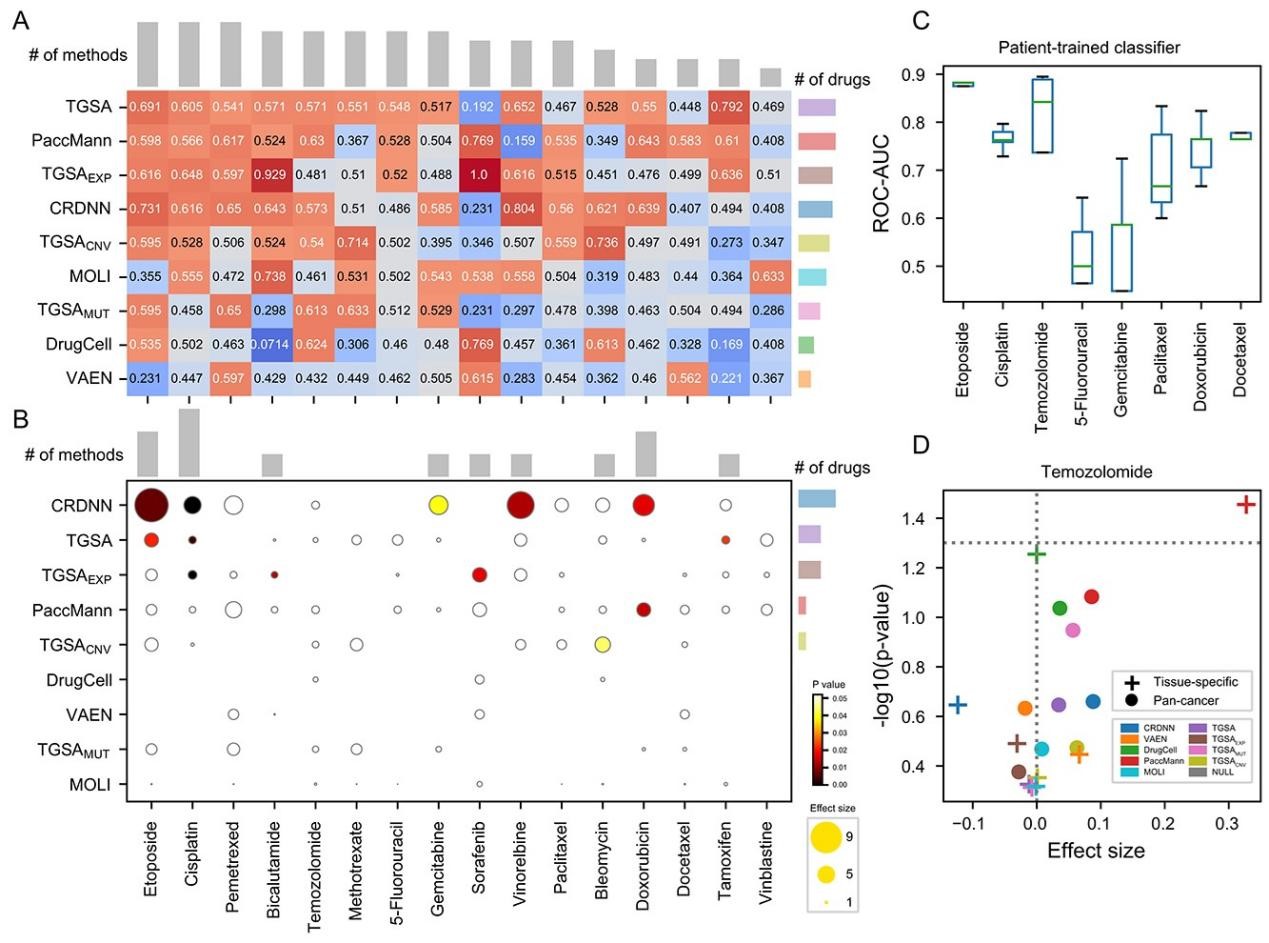 A
# of methods
# of drugs
TGSA 0.691 0.605 0.541 0.571 0.571 0.551 0.548 0.517 0.192 0.652 0.467 0.528 0.55 0.448 0.792 0.469
PaccMann 0.598 0.566 0.617 0.524 0.63 0.367 0.528 0.504 0.769 0.159 0.535 0.349 0.643 0.583 0.61 0.408
TGSAEXP 0.616 0.648 0.597 0.929 0.481 0.51 0.52 0.488 1.0 0.616 0.515 0.451 0.476 0.499 0.636 0.51
CRDNN 0.731 0.616 0.65 0.643 0.573 0.51 0.486 0.585 0.231 0.804 0.56 0.621 0.639 0.407 0.494 0.408
TGSACNV 0.595 0.528 0.506 0.524 0.54 0.714 0.502 0.395 0.346 0.507 0.559 0.736 0.497 0.491 0.273 0.347
MOLI 0.355 0.555 0.472 0.738 0.461 0.531 0.502 0.543 0.538 0.558 0.504 0.319 0.483 0.44 0.364 0.633
TGSAMUT 0.595 0.458 0.65 0.298 0.613 0.633 0.512 0.529 0.231 0.297 0.478 0.398 0.463 0.504 0.494 0.286
DrugCell 0.535 0.502 0.463 0.0714 0.624 0.306 0.46 0.48 0.769 0.457 0.361 0.613 0.462 0.328 0.169 0.408
VAEN 0.231 0.447 0.597 0.429 0.432 0.449 0.462 0.505 0.615 0.283 0.454 0.362 0.46 0.562 0.221 0.367
B
# of methods
# of drugs
CRDNN
TGSA
TGSAEXP
PaccMann
TGSACNV
DrugCell
VAEN
TGSAMUT
MOLI
Etoposide
Cisplatin
Pemetrexed
Bicalutamide
Temozolomide
Methotrexate
5-Fluorouracil
Gemcitabine
Sorafenib
Vinorelbine
Paclitaxel
Bleomycin
Doxorubicin
Docetaxel
Tamoxifen
Vinblastine
P value
0.05
0.04
0.03
0.02
0.01
0.00
Effect size
9
5
1
C
Patient-trained classifier
ROC-AUC
0.9
0.8
0.7
0.6
0.5
Etoposide
Cisplatin
Temozolomide
5-Fluorouracil
Gemcitabine
Paclitaxel
Doxorubicin
Docetaxel
D
Temozolomide
-log10(p-value)
1.4
1.2
1.0
0.8
0.6
0.4
Tissue-specific
Pan-cancer
CRDNN TGSA
VAEN TGSAEXP
DrugCell TGSAMUT
PaccMann TGSACNV
MOLI NULL
−0.1 0.0 0.1 0.2 0.3
Effect size